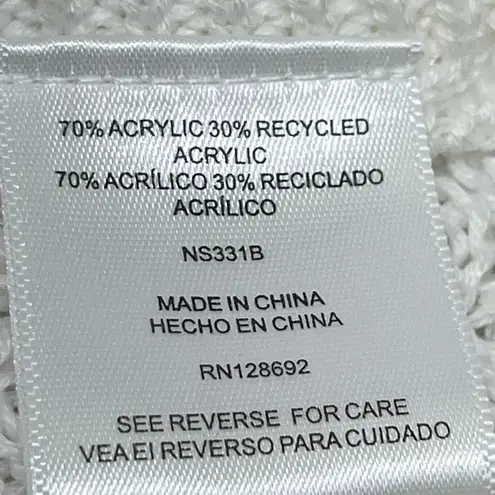 70% ACRYLIC 30% RECYCLED
ACRYLIC
70% ACRÍLICO 30% RECICLADO
ACRÍLICO
NS331B
MADE IN CHINA
HECHO EN CHINA
RN128692
SEE REVERSE FOR CARE
VEA EI REVERSO PARA CUIDADO